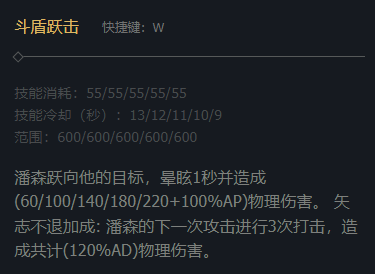 斗盾跃击 快捷键：W
技能消耗：55/55/55/55/55
技能冷却（秒）：13/12/11/10/9
范围：600/600/600/600/600
潘森跃向他的目标，晕眩1秒并造成
(60/100/140/180/220+100%AP)物理伤害。 矢
志不退加成: 潘森的下一次攻击进行3次打击，造
成共计(120%AD)物理伤害。